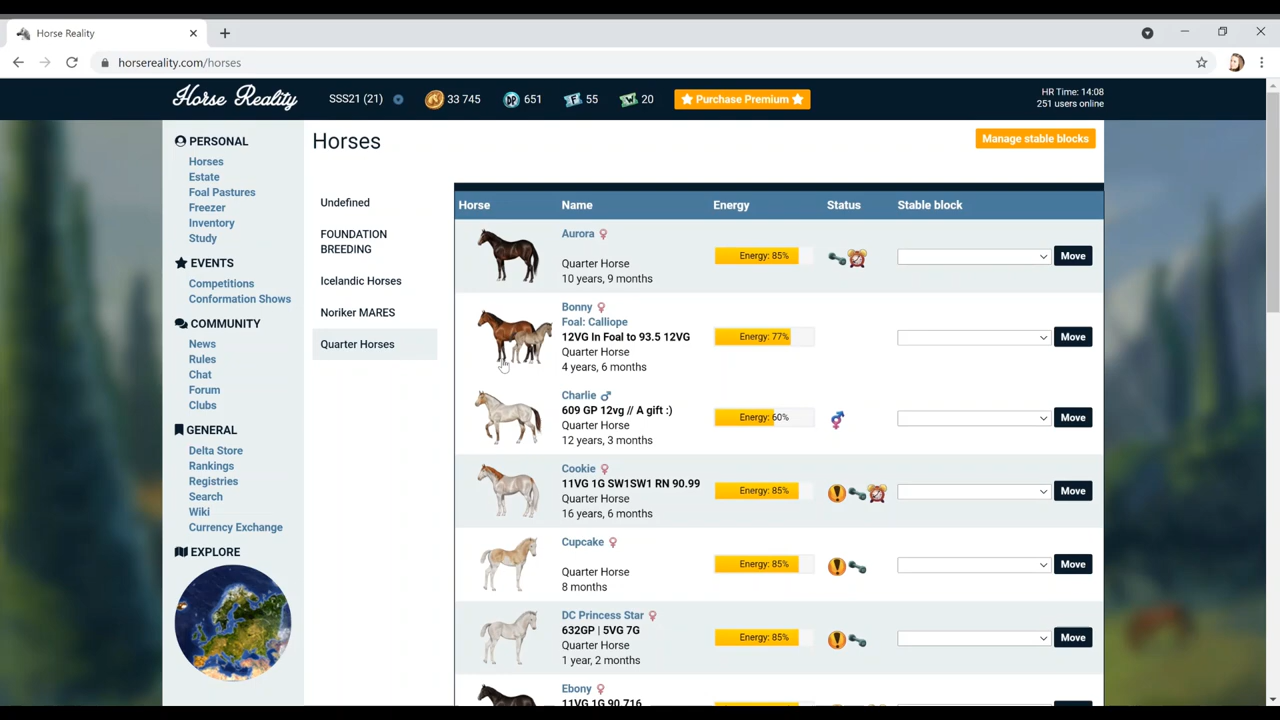 Horse Reality
horsereality.com/horses
Horse Reality
SSS21 (21)
33 745
DP
651
55
20
Purchase Premium
HR Time: 14:08
251 users online
PERSONAL
Horses
Estate
Foal Pastures
Freezer
Inventory
Study
EVENTS
Competitions
Conformation Shows
COMMUNITY
News
Rules
Chat
Forum
Clubs
GENERAL
Delta Store
Rankings
Registries
Search
Wiki
Currency Exchange
EXPLORE
Horses
Manage stable blocks
Undefined
FOUNDATION
BREEDING
Icelandic Horses
Noriker MARES
Quarter Horses
Horse Name Energy Status Stable block
Aurora
Quarter Horse
10 years, 9 months
Energy: 85%
Move
Bonny
Foal: Calliope
12VG In Foal to 93.5 12VG
Quarter Horse
4 years, 6 months
Energy: 77%
Move
Charlie
609 GP 12vg // A gift :)
Quarter Horse
12 years, 3 months
Energy: 60%
Move
Cookie
11VG 1G SW1SW1 RN 90.99
Quarter Horse
16 years, 6 months
Energy: 85%
Move
Cupcake
Quarter Horse
8 months
Energy: 85%
Move
DC Princess Star
632GP | 5VG 7G
Quarter Horse
1 year, 2 months
Energy: 85%
Move
Ebony
11VG 1G 90.716